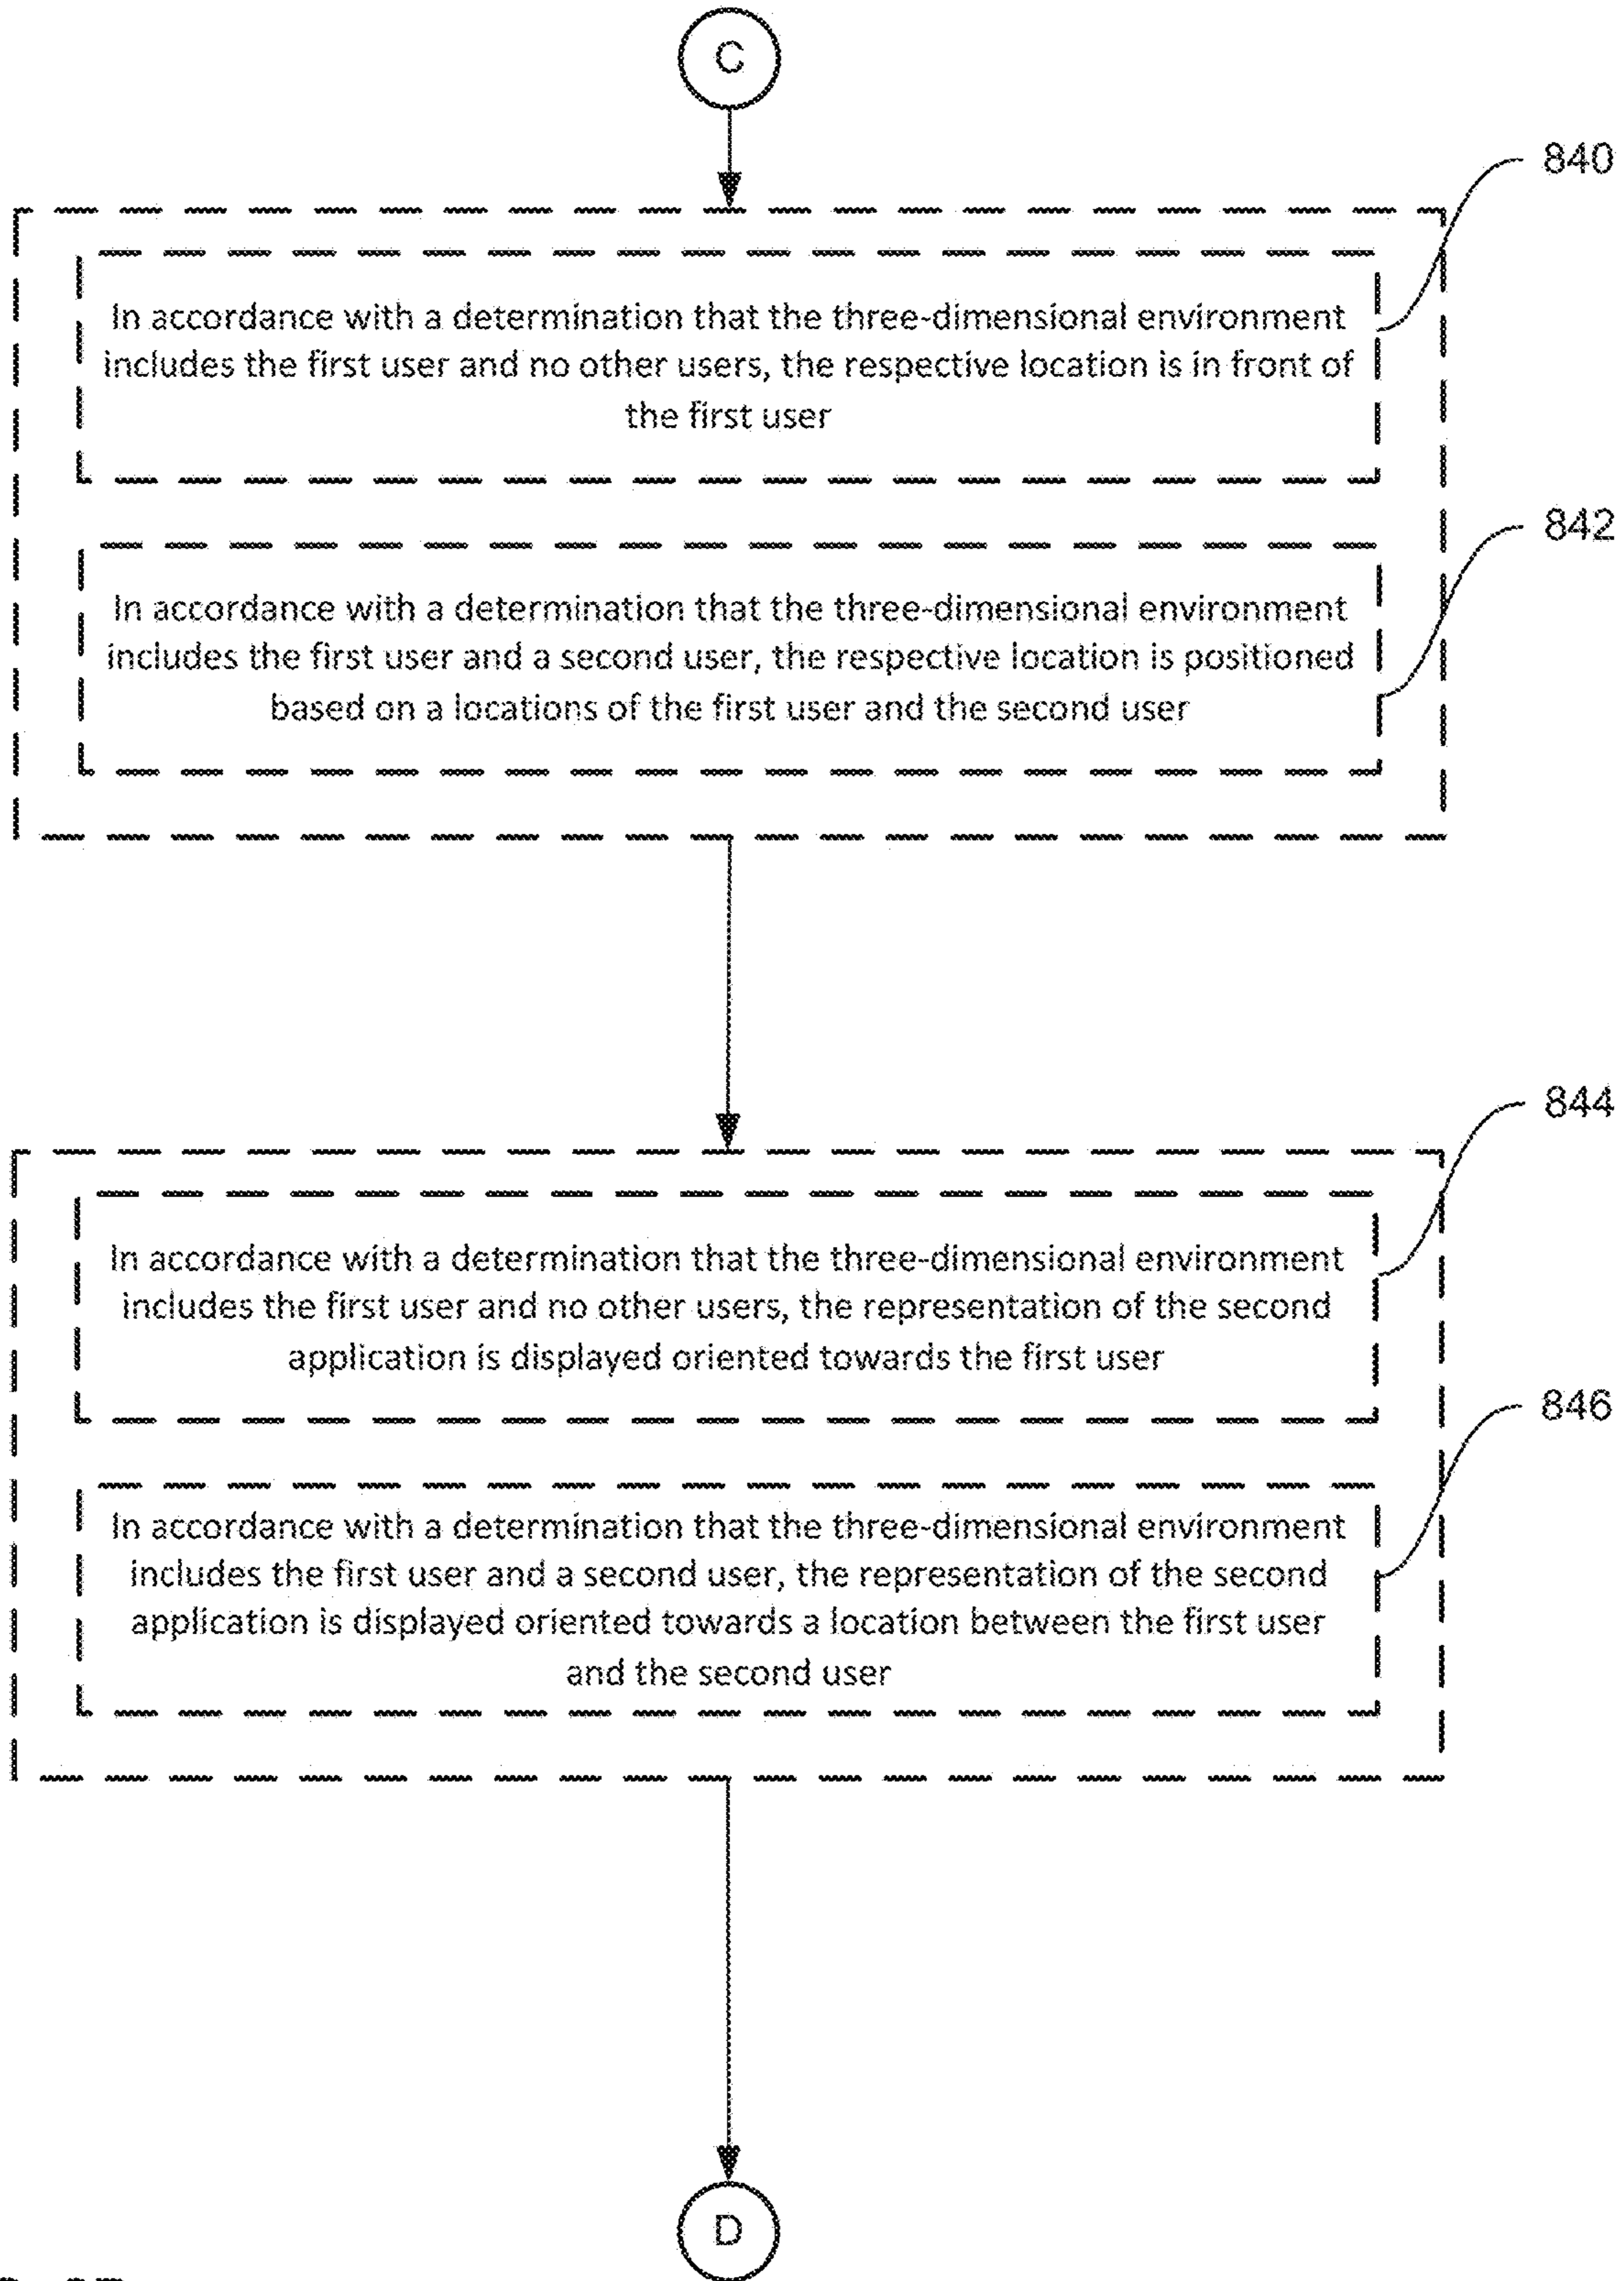 C
840
In accordance with a determination that the three-dimensional environment
includes the first user and no other users, the respective location is in front of
the first user
842
In accordance with a determination that the three-dimensional environment
includes the first user and a second user, the respective location is positioned
based on a locations of the first user and the second user
844
In accordance with a determination that the three-dimensional environment
includes the first user and no other users, the representation of the second
application is displayed oriented towards the first user
846
In accordance with a determination that the three-dimensional environment
includes the first user and a second user, the representation of the second
application is displayed oriented towards a location between the first user
and the second user
D